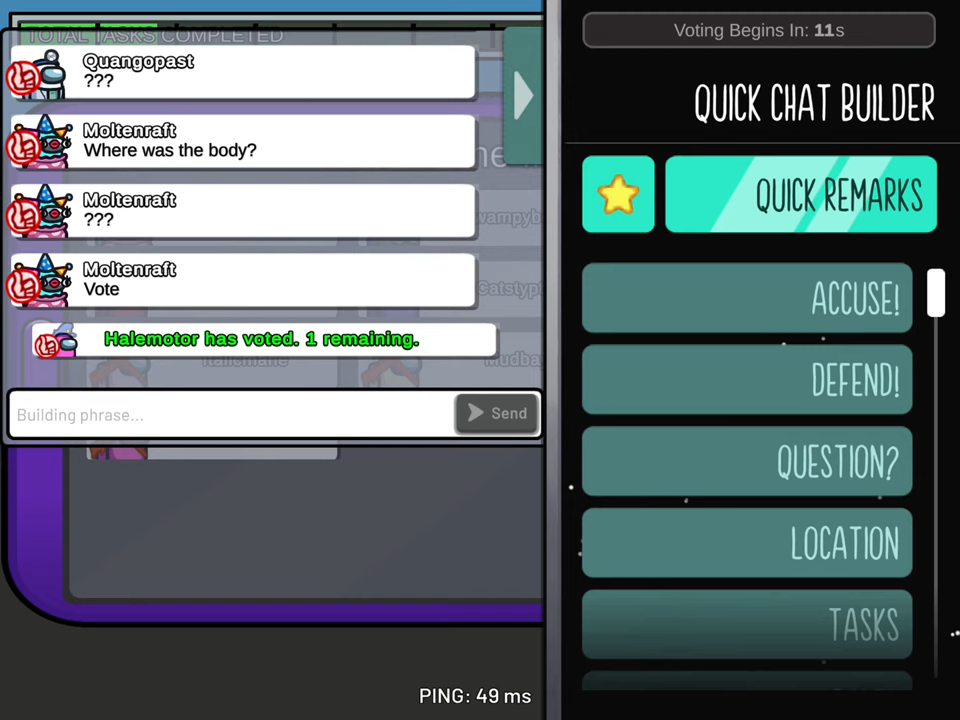 TOTAL TASKS COMPLETED
Quangopast
???
Moltenraft
Where was the body?
Moltenraft
???
Moltenraft
Vote
Halemotor has voted. 1 remaining.
Building phrase...
Send
Voting Begins In: 11s
QUICK CHAT BUILDER
QUICK REMARKS
ACCUSE!
DEFEND!
QUESTION?
LOCATION
TASKS
PING: 49 ms